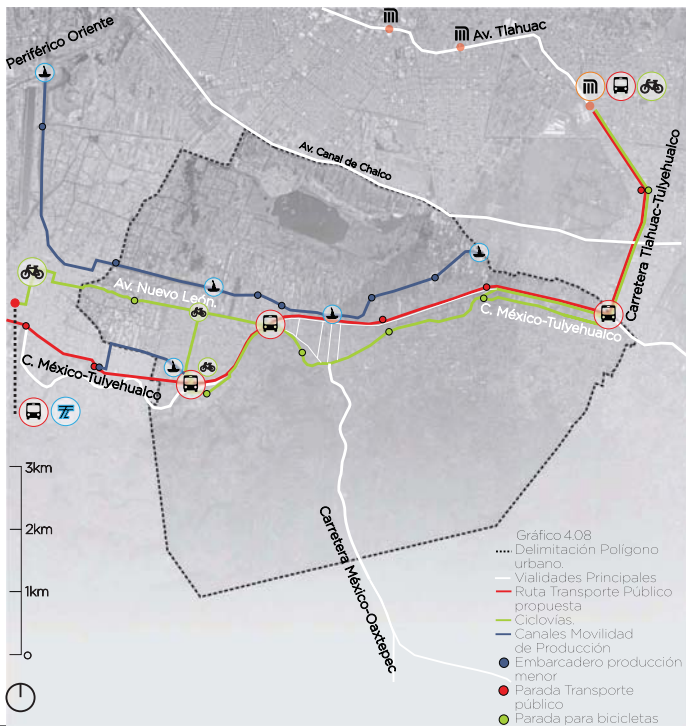 Periférico Oriente
Av. Tlahuac
Av. Canal de Chalco
Carretera Tlahuac-Tulyehualco
Av. Nuevo León.
C. México-Tulyehualco
C. México-Tulyehualco
Carretera México-Oaxtepec
3km
2km
1km
0
Gráfico 4.08
Delimitación Polígono
urbano.
Vialidades Principales
Ruta Transporte Público
propuesta
Ciclovías.
Canales Movilidad
de Producción
Embarcadero producción
menor
Parada Transporte
público
Parada para bicicletas